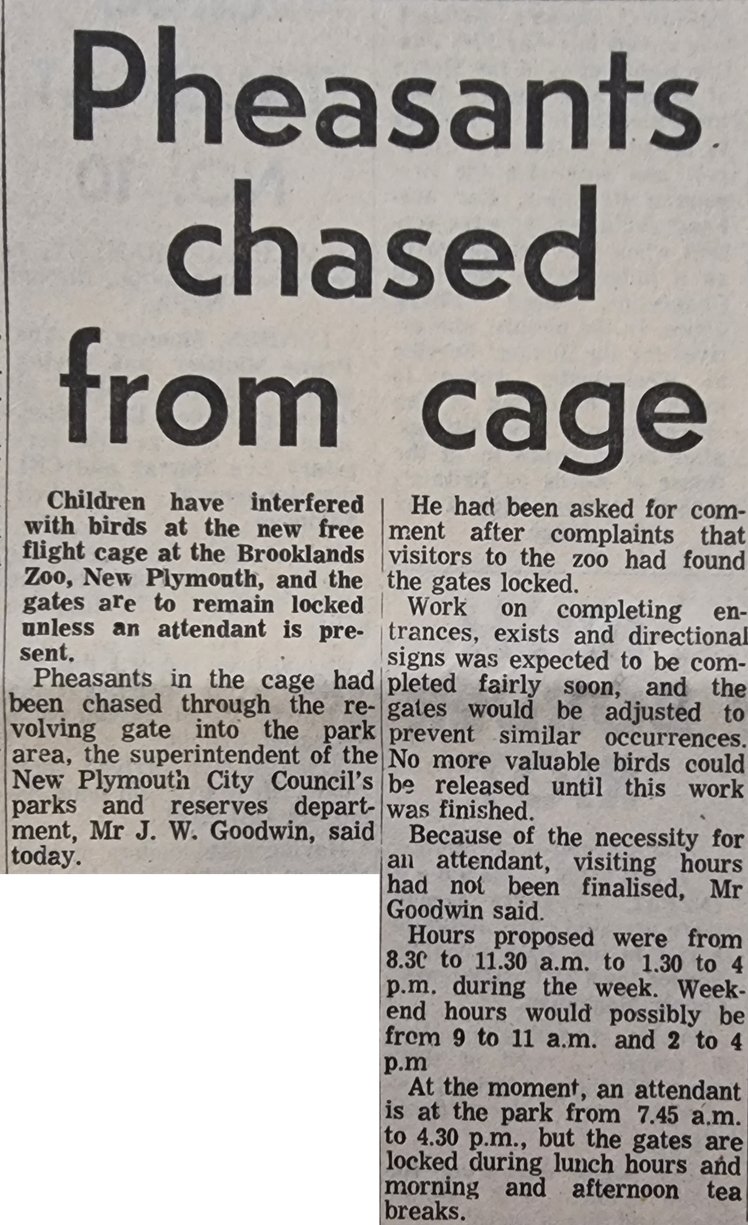 Pheasants
chased
from cage
Children have interfered
with birds at the new free
flight cage at the Brooklands
Zoo, New Plymouth, and the
gates are to remain locked
unless an attendant is pre-
sent.
Pheasants in the cage had
been chased through the re-
volving gate into the park
area, the superintendent of the
New Plymouth City Council's
parks and reserves depart-
ment, Mr J. W. Goodwin, said
today.
He had been asked for com-
ment after complaints that
visitors to the zoo had found
the gates locked.
Work on completing en-
trances, exists and directional
signs was expected to be com-
pleted fairly soon, and the
gates would be adjusted to
prevent similar occurrences.
No more valuable birds could
be released until this work
was finished.
Because of the necessity for
an attendant, visiting hours
had not been finalised, Mr
Goodwin said.
Hours proposed were from
8.30 to 11.30 a.m. to 1.30 to 4
p.m. during the week. Week-
end hours would possibly be
from 9 to 11 a.m. and 2 to 4
p.m
At the moment, an attendant
is at the park from 7.45 a.m.
to 4.30 p.m., but the gates are
locked during lunch hours and
morning and afternoon tea
breaks.